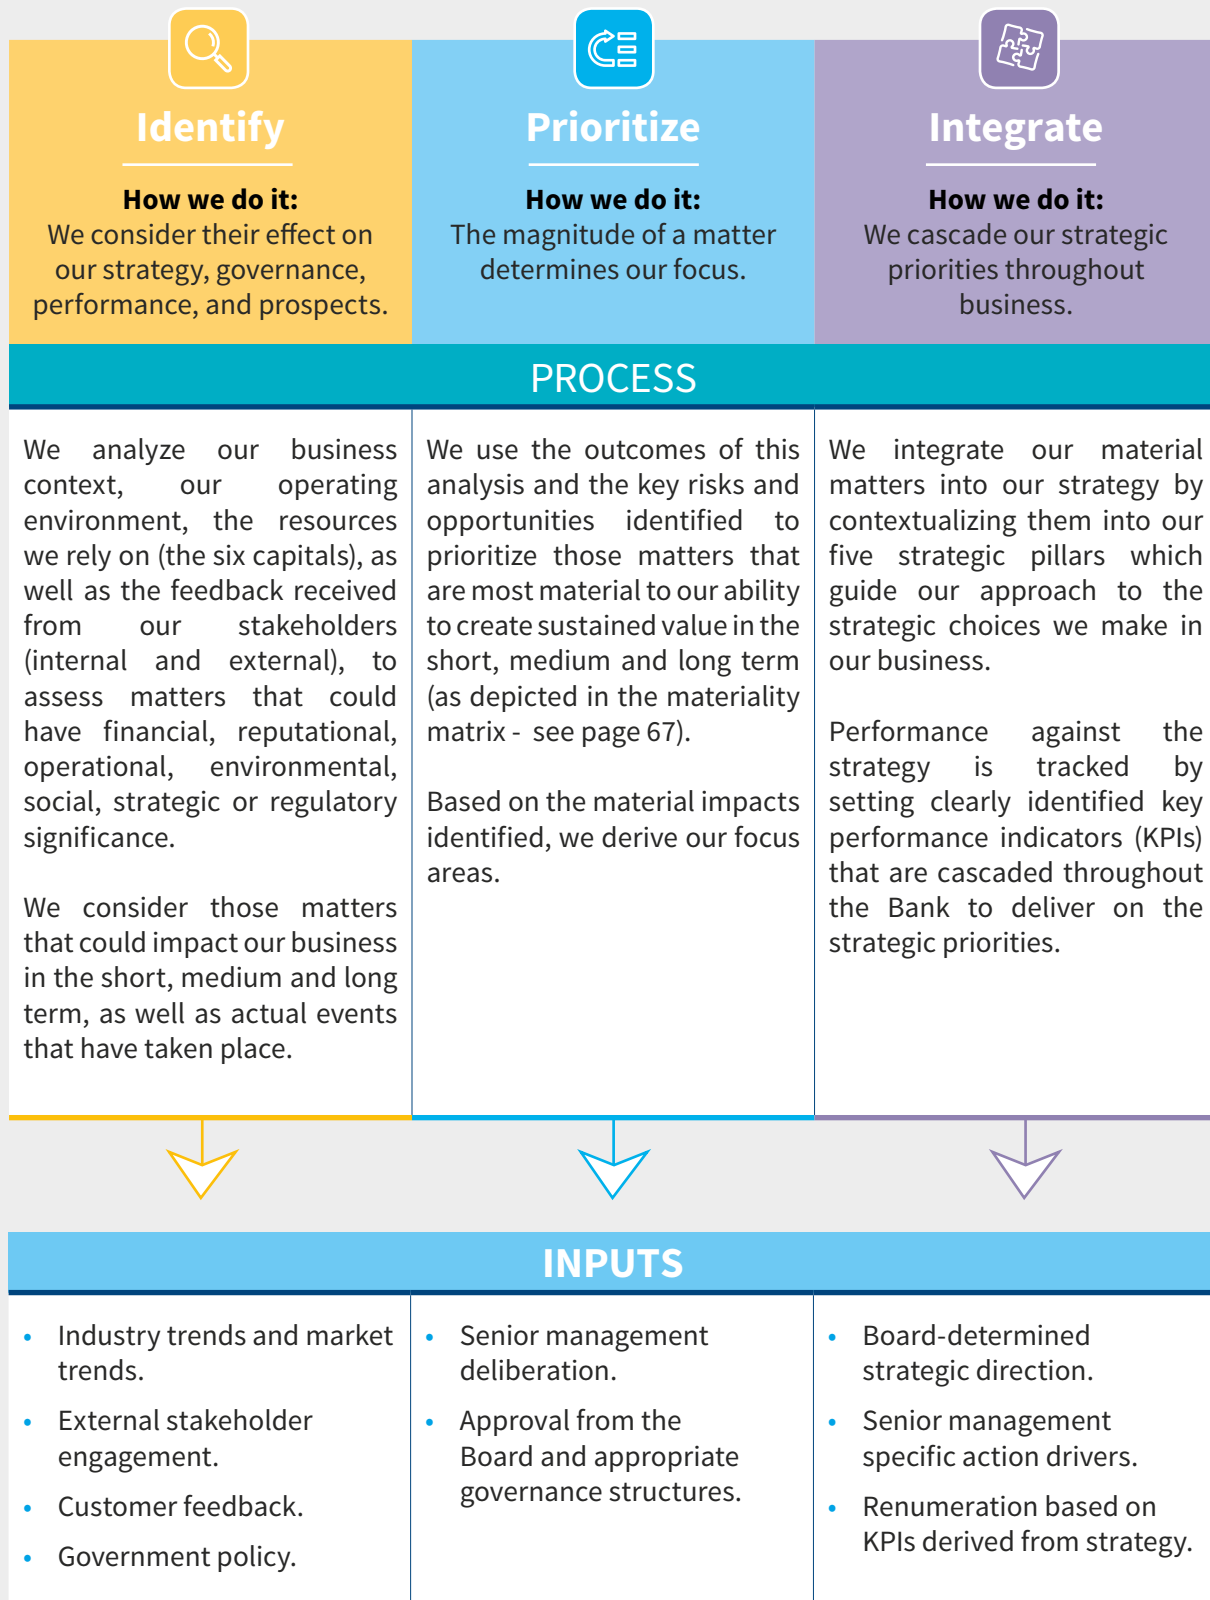 Identify
How we do it:
We consider their effect on
our strategy, governance,
performance, and prospects.
Prioritize
How we do it:
The magnitude of a matter
determines our focus.
Integrate
How we do it:
We cascade our strategic
priorities throughout
business.
PROCESS
We analyze our business
context, our operating
environment, the resources
we rely on (the six capitals), as
well as the feedback received
from our stakeholders
(internal and external), to
assess matters that could
have financial, reputational,
operational, environmental,
social, strategic or regulatory
significance.
We consider those matters
that could impact our business
in the short, medium and long
term, as well as actual events
that have taken place.
We use the outcomes of this
analysis and the key risks and
opportunities identified to
prioritize those matters that
are most material to our ability
to create sustained value in the
short, medium and long term
(as depicted in the materiality
matrix - see page 67).
Based on the material impacts
identified, we derive our focus
areas.
We integrate our material
matters into our strategy by
contextualizing them into our
five strategic pillars which
guide our approach to the
strategic choices we make in
our business.
Performance against the
strategy is tracked by
setting clearly identified key
performance indicators (KPIs)
that are cascaded throughout
the Bank to deliver on the
strategic priorities.
INPUTS
• Industry trends and market
trends.
• External stakeholder
engagement.
• Customer feedback.
• Government policy.
• Senior management
deliberation.
• Approval from the
Board and appropriate
governance structures.
• Board-determined
strategic direction.
• Senior management
specific action drivers.
• Renumeration based on
KPIs derived from strategy.